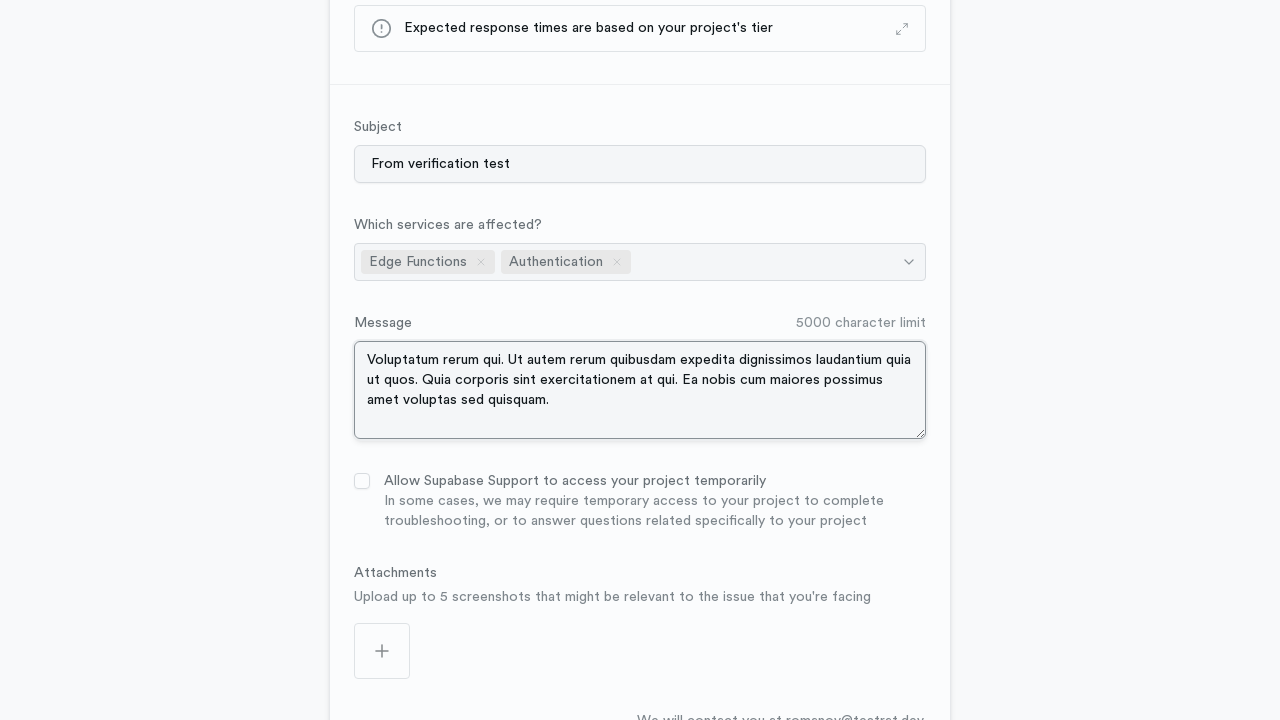 Expected response times are based on your project's tier
Subject
From verification test
Which services are affected?
Edge Functions
Authentication
Message
5000 character limit
Voluptatum rerum qui. Ut autem rerum quibusdam expedita dignissimos laudantium quia
ut quos. Quia corporis sint exercitationem at qui. Ea nobis cum maiores possimus
amet voluptas sed quisquam.
Allow Supabase Support to access your project temporarily
In some cases, we may require temporary access to your project to complete
troubleshooting, or to answer questions related specifically to your project
Attachments
Upload up to 5 screenshots that might be relevant to the issue that you're facing
We will contact you at